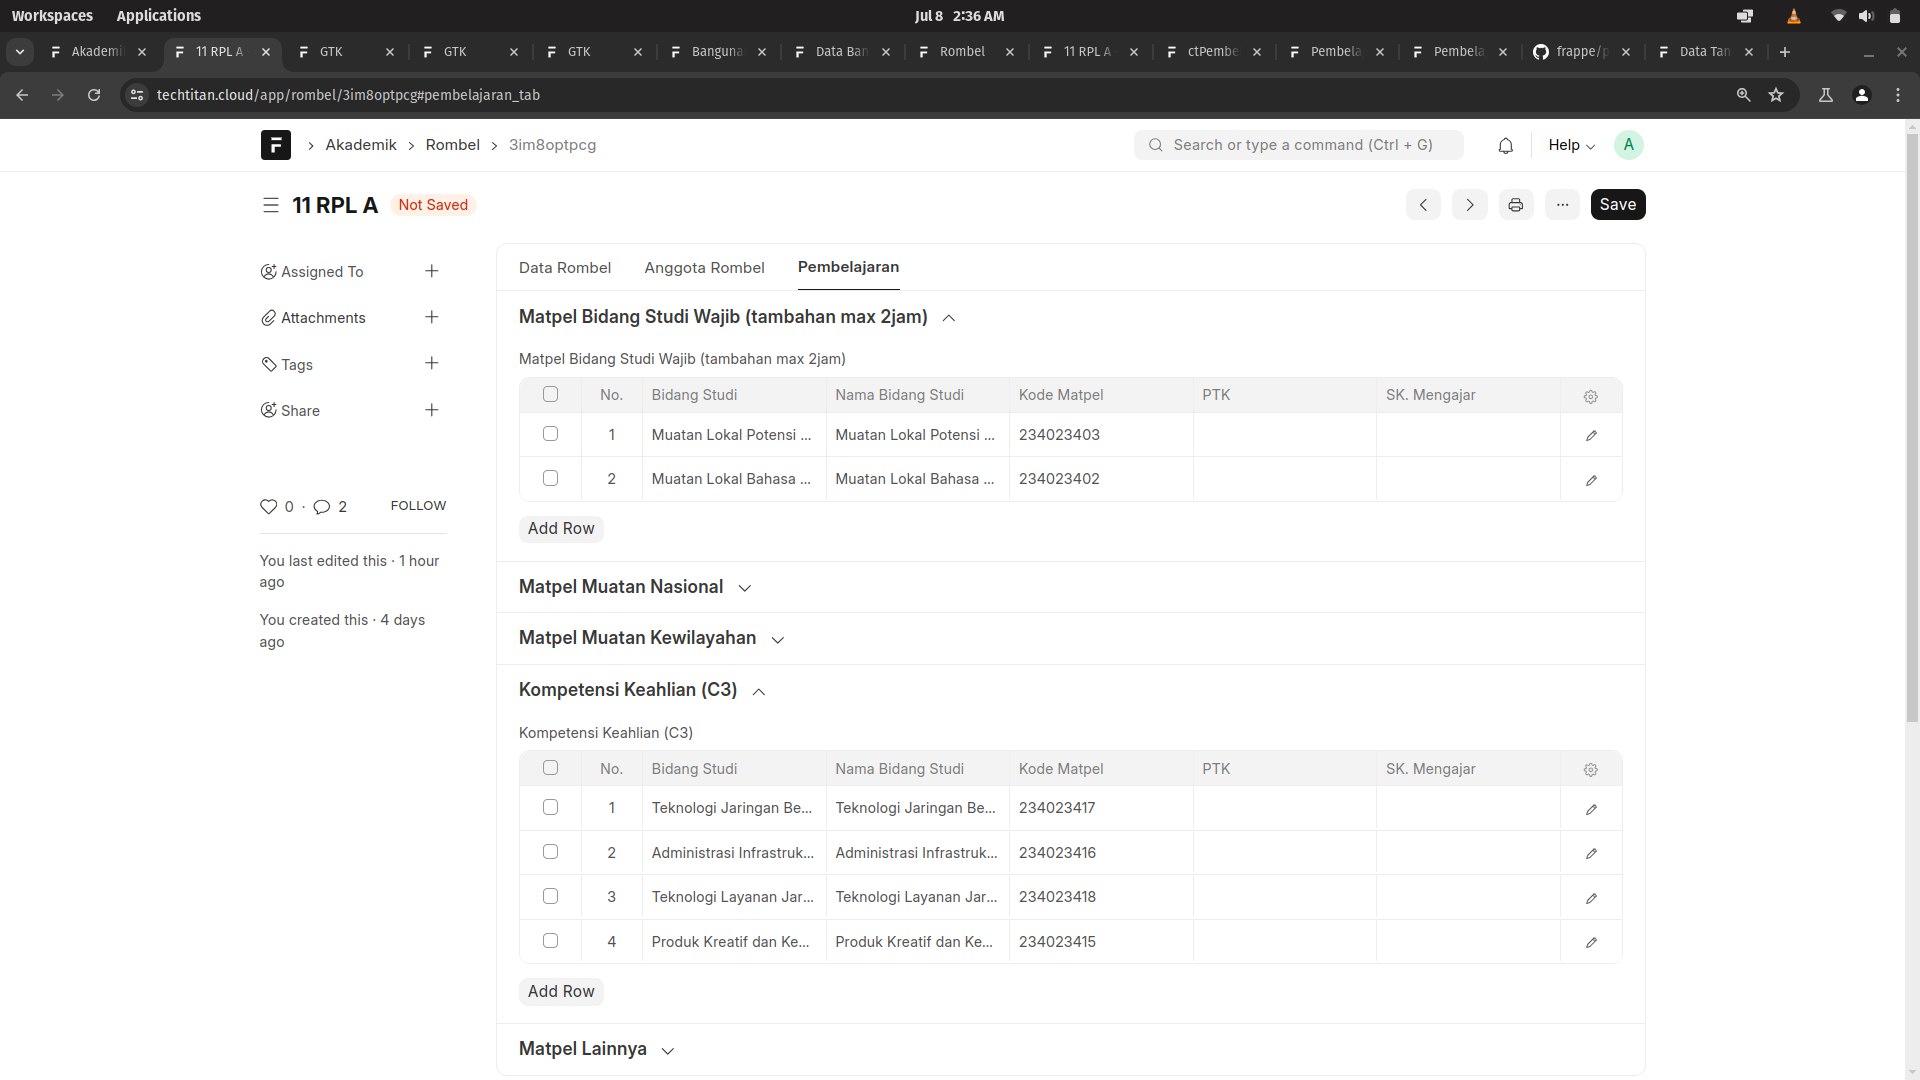 Workspaces Applications Jul 8 2:36 AM
Akademi 11 RPL A GTK GTK GTK Banguna Data Ban Rombel 11 RPL A ctPembe Pembela Pembela frappe/p Data Tan
techtitan.cloud/app/rombel/3im8optpcg#pembelajaran_tab
Akademik Rombel 3im8optpcg Search or type a command (Ctrl + G) Help A
11 RPL A Not Saved Save
Assigned To
Attachments
Tags
Share
0 · 2 FOLLOW
You last edited this · 1 hour
ago
You created this · 4 days
ago
Data Rombel Anggota Rombel Pembelajaran
Matpel Bidang Studi Wajib (tambahan max 2jam)
Matpel Bidang Studi Wajib (tambahan max 2jam)
No. Bidang Studi Nama Bidang Studi Kode Matpel PTK SK. Mengajar
1 Muatan Lokal Potensi ... Muatan Lokal Potensi ... 234023403
2 Muatan Lokal Bahasa ... Muatan Lokal Bahasa ... 234023402
Add Row
Matpel Muatan Nasional
Matpel Muatan Kewilayahan
Kompetensi Keahlian (C3)
Kompetensi Keahlian (C3)
No. Bidang Studi Nama Bidang Studi Kode Matpel PTK SK. Mengajar
1 Teknologi Jaringan Be... Teknologi Jaringan Be... 234023417
2 Administrasi Infrastruk... Administrasi Infrastruk... 234023416
3 Teknologi Layanan Jar... Teknologi Layanan Jar... 234023418
4 Produk Kreatif dan Ke... Produk Kreatif dan Ke... 234023415
Add Row
Matpel Lainnya